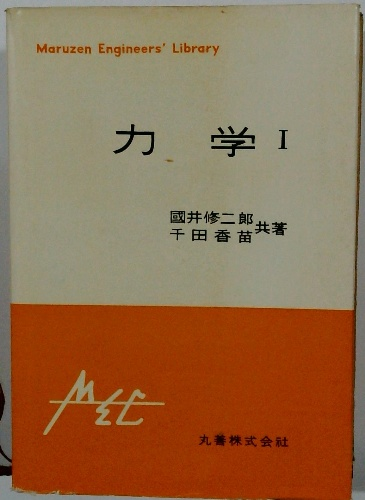 Maruzen Engineers' Library
力学 I
國井修二郎
千田香苗
共著
MEL
丸善株式会社